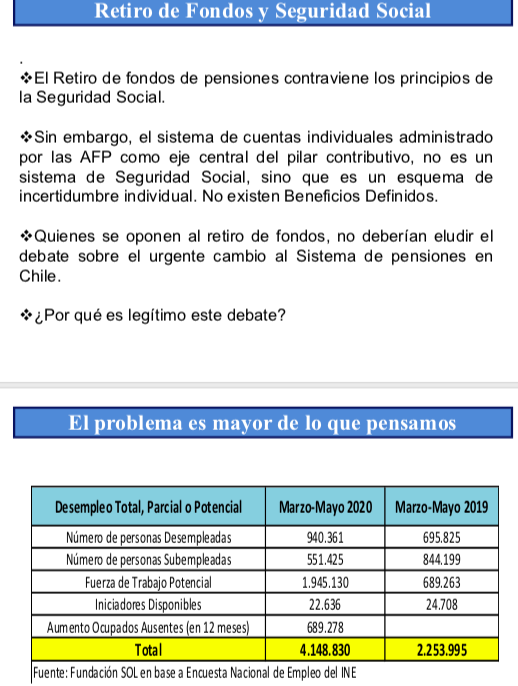 Retiro de Fondos y Seguridad Social
.
❖El Retiro de fondos de pensiones contraviene los principios de
la Seguridad Social.
❖Sin embargo, el sistema de cuentas individuales administrado
por las AFP como eje central del pilar contributivo, no es un
sistema de Seguridad Social, sino que es un esquema de
incertidumbre individual. No existen Beneficios Definidos.
❖Quienes se oponen al retiro de fondos, no deberían eludir el
debate sobre el urgente cambio al Sistema de pensiones en
Chile.
❖¿Por qué es legítimo este debate?
El problema es mayor de lo que pensamos
Desempleo Total, Parcial o Potencial Marzo-Mayo 2020 Marzo-Mayo 2019
Número de personas Desempleadas 940.361 695.825
Número de personas Subempleadas 551.425 844.199
Fuerza de Trabajo Potencial 1.945.130 689.263
Iniciadores Disponibles 22.636 24.708
Aumento Ocupados Ausentes (en 12 meses) 689.278
Total 4.148.830 2.253.995
Fuente: Fundación SOL en base a Encuesta Nacional de Empleo del INE